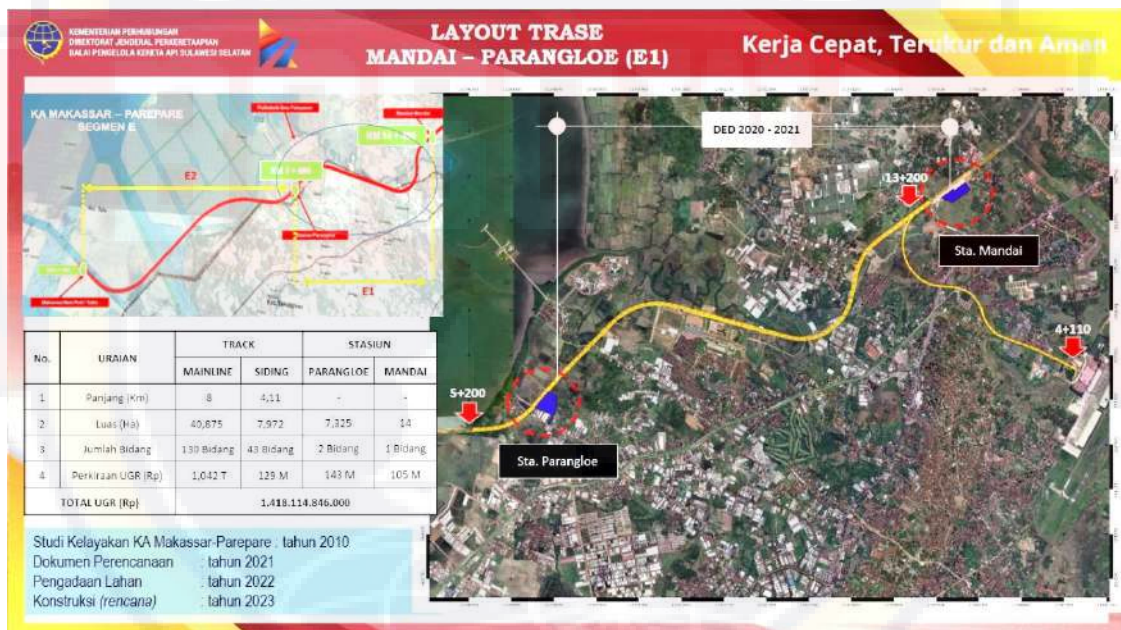 KEMENTERIAN PERHUBUNGAN
DIREKTORAT JENDERAL PERKERETAAPIAN
BALAI PENGELOLA KERETA API SULAWESI SELATAN
LAYOUT TRASE
MANDAI – PARANGLOE (E1)
Kerja Cepat, Terukur dan Aman
KA MAKASSAR – PAREPARE
SEGMEN E
E2
E1
DED 2020 - 2021
13+200
Sta. Mandai
4+110
5+200
Sta. Parangloe
No. URAIAN TRACK STASIUN
MAINLINE SIDING PARANGLOE MANDAI
1 Panjang (Km) 8 4,11 - -
2 Luas (Ha) 40,875 7,972 7,325 14
3 Jumlah Bidang 130 Bidang 43 Bidang 2 Bidang 1 Bidang
4 Perkiraan UGR (Rp) 1,042 T 129 M 143 M 105 M
TOTAL UGR (Rp) 1.418.114.846.000
Studi Kelayakan KA Makassar-Parepare : tahun 2010
Dokumen Perencanaan : tahun 2021
Pengadaan Lahan : tahun 2022
Konstruksi (rencana) : tahun 2023